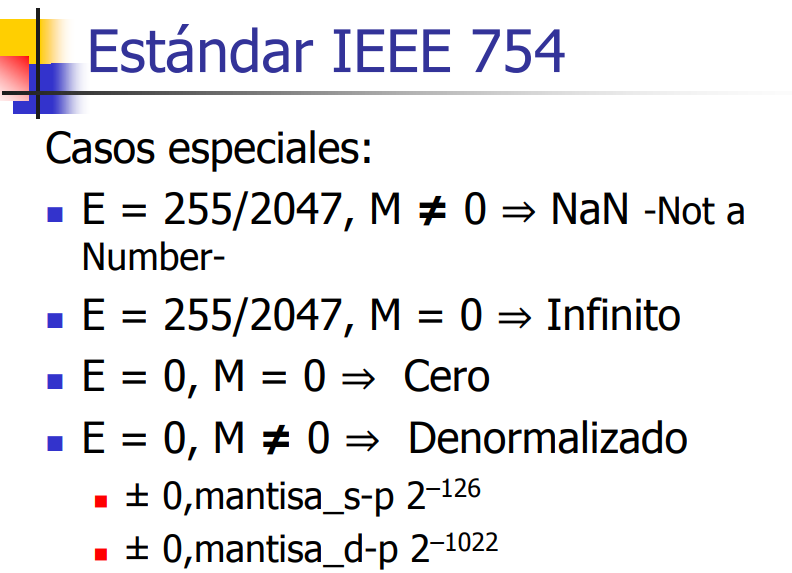 Estándar IEEE 754
Casos especiales:
E = 255/2047, M ≠ 0 ⇒ NaN -Not a
Number-
E = 255/2047, M = 0 ⇒ Infinito
E = 0, M = 0 ⇒ Cero
E = 0, M ≠ 0 ⇒ Denormalizado
± 0,mantisa_s-p 2⁻¹²⁶
± 0,mantisa_d-p 2⁻¹⁰²²